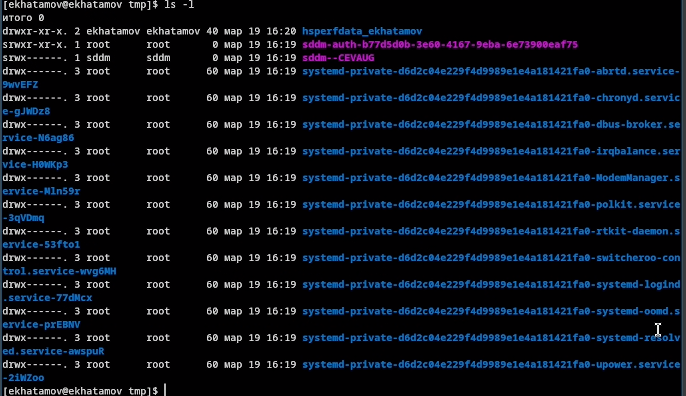 [ekhatamov@ekhatamov tmp]$ ls -l
итого 0
drwxr-xr-x. 2 ekhatamov ekhatamov 40 мар 19 16:20 hsperfdata_ekhatamov
srwxr-xr-x. 1 root      root       0 мар 19 16:19 sddm-auth-b77d5d0b-3e60-4167-9eba-6e73900eaf75
srwx------. 1 sddm      sddm       0 мар 19 16:19 sddm--CEVAUG
drwx------. 3 root      root      60 мар 19 16:19 systemd-private-d6d2c04e229f4d9989e1e4a181421fa0-abrtd.service-
9wvEFZ
drwx------. 3 root      root      60 мар 19 16:19 systemd-private-d6d2c04e229f4d9989e1e4a181421fa0-chronyd.servic
e-gJWDz8
drwx------. 3 root      root      60 мар 19 16:19 systemd-private-d6d2c04e229f4d9989e1e4a181421fa0-dbus-broker.se
rvice-N6ag86
drwx------. 3 root      root      60 мар 19 16:19 systemd-private-d6d2c04e229f4d9989e1e4a181421fa0-irqbalance.ser
vice-H0WKp3
drwx------. 3 root      root      60 мар 19 16:19 systemd-private-d6d2c04e229f4d9989e1e4a181421fa0-ModemManager.s
ervice-Mln59r
drwx------. 3 root      root      60 мар 19 16:19 systemd-private-d6d2c04e229f4d9989e1e4a181421fa0-polkit.service
-3qVDmq
drwx------. 3 root      root      60 мар 19 16:19 systemd-private-d6d2c04e229f4d9989e1e4a181421fa0-rtkit-daemon.s
ervice-53fto1
drwx------. 3 root      root      60 мар 19 16:19 systemd-private-d6d2c04e229f4d9989e1e4a181421fa0-switcheroo-con
trol.service-wvg6MH
drwx------. 3 root      root      60 мар 19 16:19 systemd-private-d6d2c04e229f4d9989e1e4a181421fa0-systemd-logind
.service-77dMcx
drwx------. 3 root      root      60 мар 19 16:19 systemd-private-d6d2c04e229f4d9989e1e4a181421fa0-systemd-oomd.s
ervice-prEBNV
drwx------. 3 root      root      60 мар 19 16:19 systemd-private-d6d2c04e229f4d9989e1e4a181421fa0-systemd-resolv
ed.service-awspuR
drwx------. 3 root      root      60 мар 19 16:19 systemd-private-d6d2c04e229f4d9989e1e4a181421fa0-upower.service
-2iWZoo
[ekhatamov@ekhatamov tmp]$